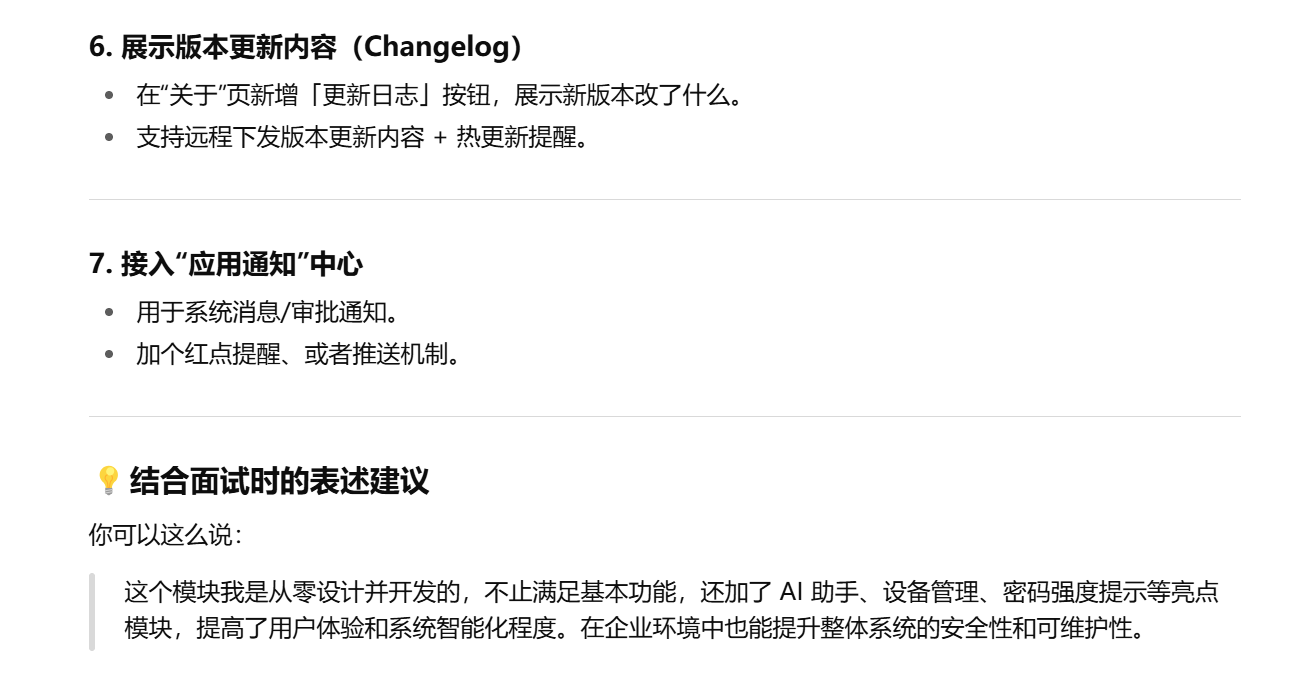 6. 展示版本更新内容（Changelog）
在“关于”页新增「更新日志」按钮，展示新版本改了什么。
支持远程下发版本更新内容 + 热更新提醒。
7. 接入“应用通知”中心
用于系统消息/审批通知。
加个红点提醒、或者推送机制。
💡 结合面试时的表述建议
你可以这么说：
这个模块我是从零设计并开发的，不止满足基本功能，还加了 AI 助手、设备管理、密码强度提示等亮点
模块，提高了用户体验和系统智能化程度。在企业环境中也能提升整体系统的安全性和可维护性。